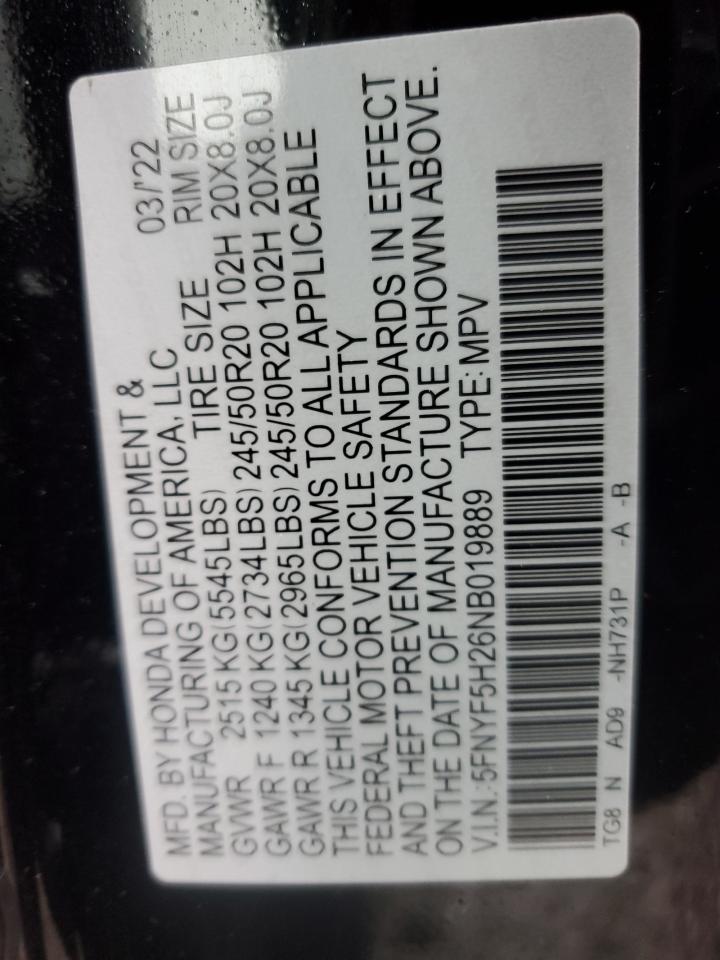 MFD. BY HONDA DEVELOPMENT & 03/'22
MANUFACTURING OF AMERICA, LLC RIM SIZE
GVWR 2515 KG(5545LBS) TIRE SIZE
GAWR F 1240 KG(2734LBS) 245/50R20 102H 20X8.0J
GAWR R 1345 KG(2965LBS) 245/50R20 102H 20X8.0J
THIS VEHICLE CONFORMS TO ALL APPLICABLE
FEDERAL MOTOR VEHICLE SAFETY
AND THEFT PREVENTION STANDARDS IN EFFECT
ON THE DATE OF MANUFACTURE SHOWN ABOVE.
V.I.N.:5FNYF5H26NB019889 TYPE:MPV
TG8 N AD9 -NH731P -A -B